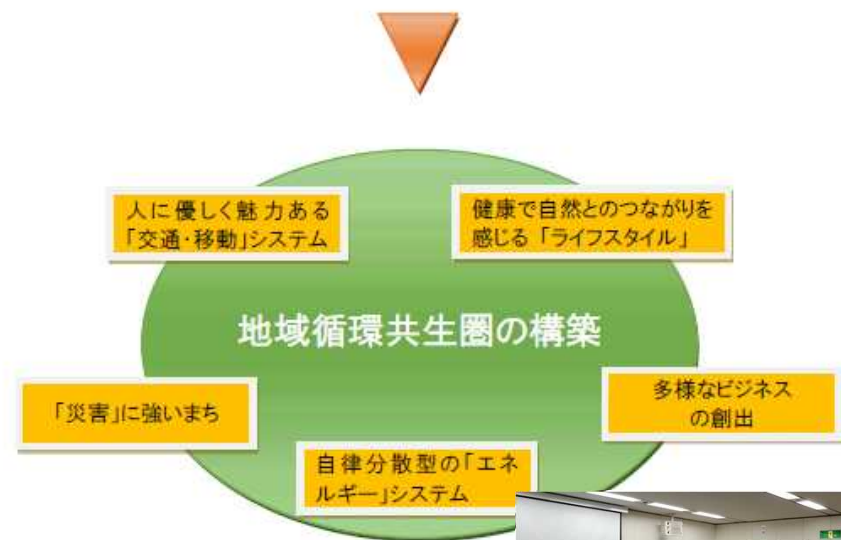 人に優しく魅力ある
「交通・移動」システム
健康で自然とのつながりを
感じる「ライフスタイル」
地域循環共生圏の構築
「災害」に強いまち
多様なビジネス
の創出
自律分散型の「エネ
ルギー」システム